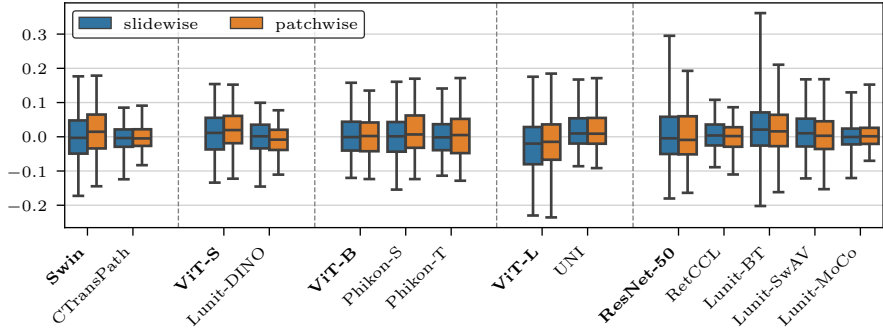 slidewise
patchwise
0.3
0.2
0.1
0.0
−0.1
−0.2
Swin
CTransPath
ViT-S
Lunit-DINO
ViT-B
Phikon-S
Phikon-T
ViT-L
UNI
ResNet-50
RetCCL
Lunit-BT
Lunit-SwAV
Lunit-MoCo